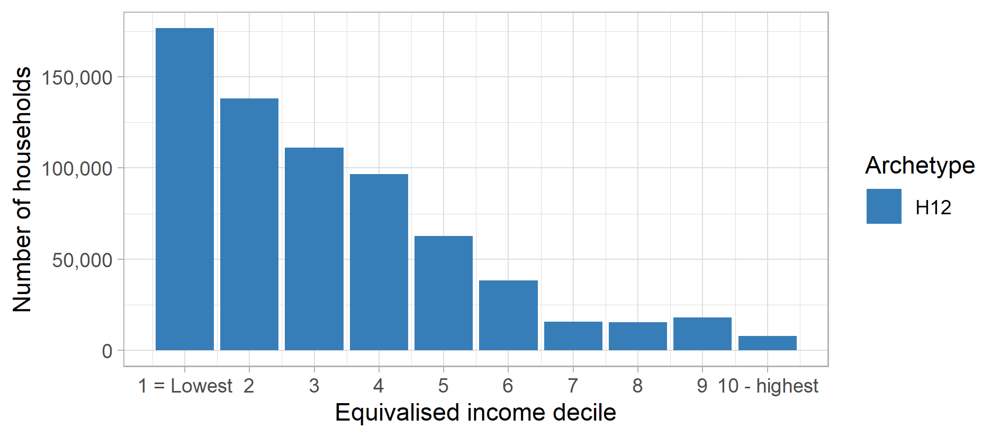 Number of households
150,000
100,000
50,000
0
1 = Lowest 2 3 4 5 6 7 8 9 10 - highest
Equivalised income decile
Archetype
H12